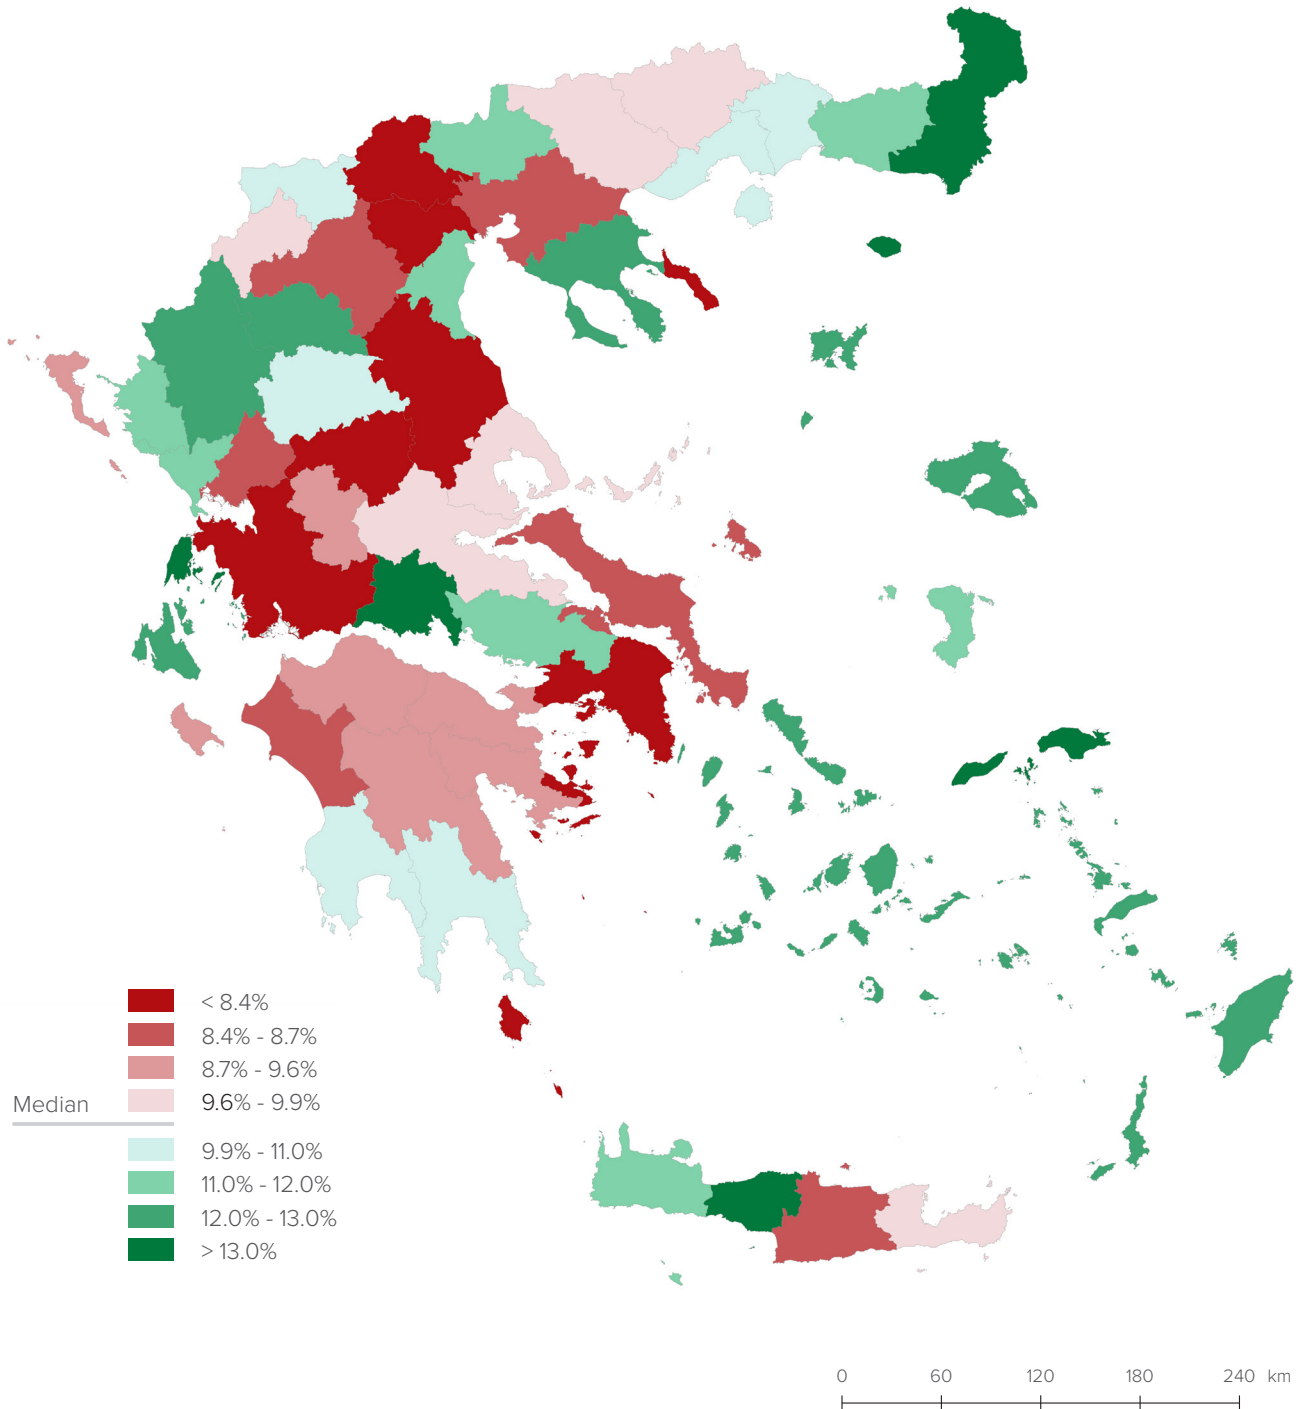 < 8.4%
8.4% - 8.7%
8.7% - 9.6%
9.6% - 9.9%
Median
9.9% - 11.0%
11.0% - 12.0%
12.0% - 13.0%
> 13.0%
0 60 120 180 240 km